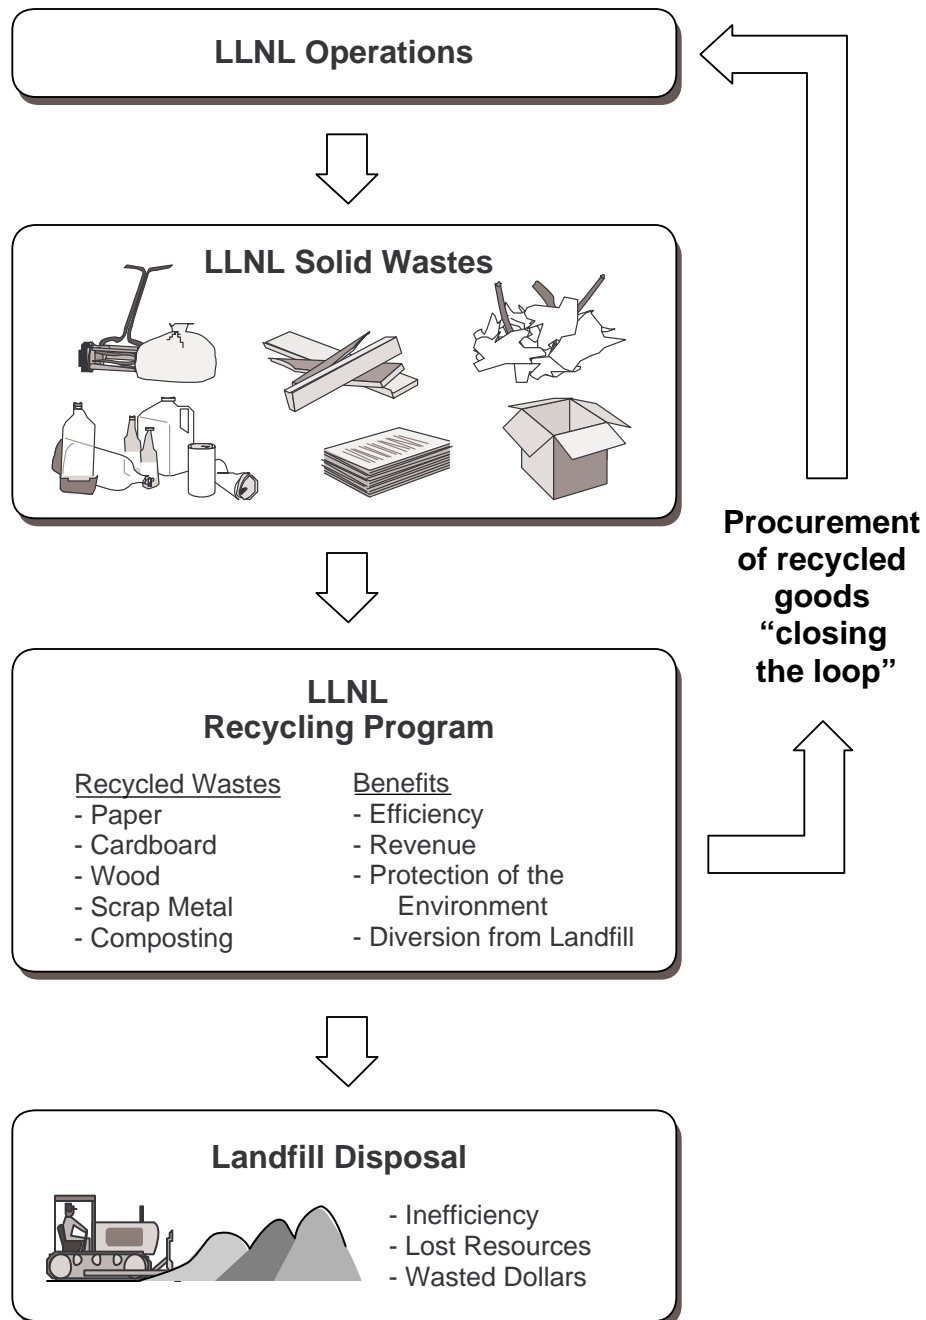 LLNL Operations
LLNL Solid Wastes
Procurement
of recycled
goods
“closing
the loop”
LLNL
Recycling Program
Recycled Wastes
- Paper
- Cardboard
- Wood
- Scrap Metal
- Composting
Benefits
- Efficiency
- Revenue
- Protection of the
Environment
- Diversion from Landfill
Landfill Disposal
- Inefficiency
- Lost Resources
- Wasted Dollars